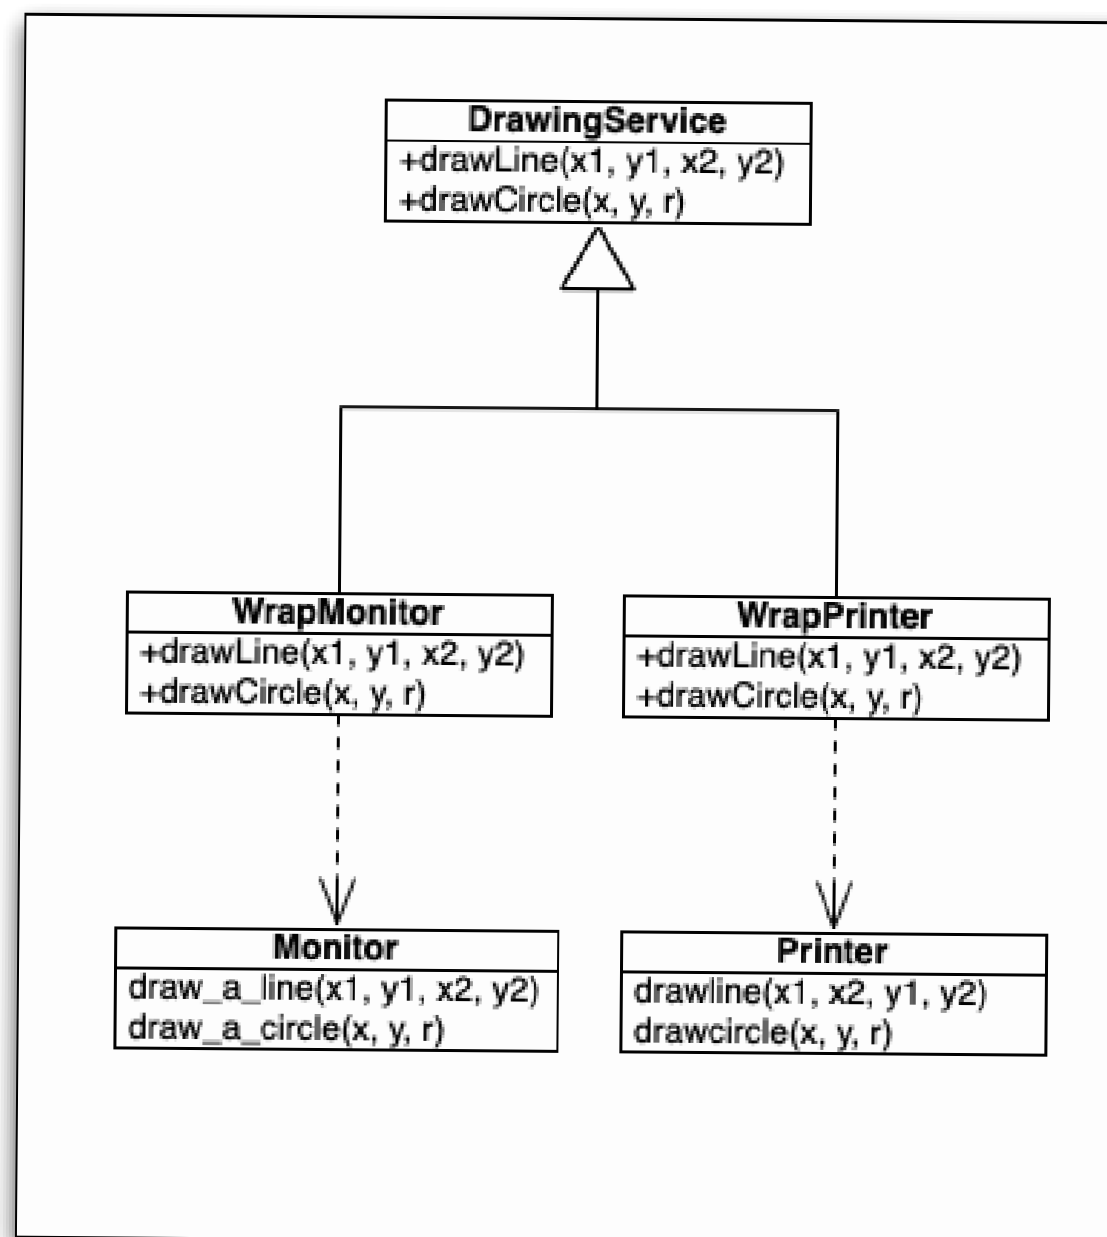 DrawingService
+drawLine(x1, y1, x2, y2)
+drawCircle(x, y, r)
WrapMonitor
+drawLine(x1, y1, x2, y2)
+drawCircle(x, y, r)
WrapPrinter
+drawLine(x1, y1, x2, y2)
+drawCircle(x, y, r)
Monitor
draw_a_line(x1, y1, x2, y2)
draw_a_circle(x, y, r)
Printer
drawline(x1, x2, y1, y2)
drawcircle(x, y, r)